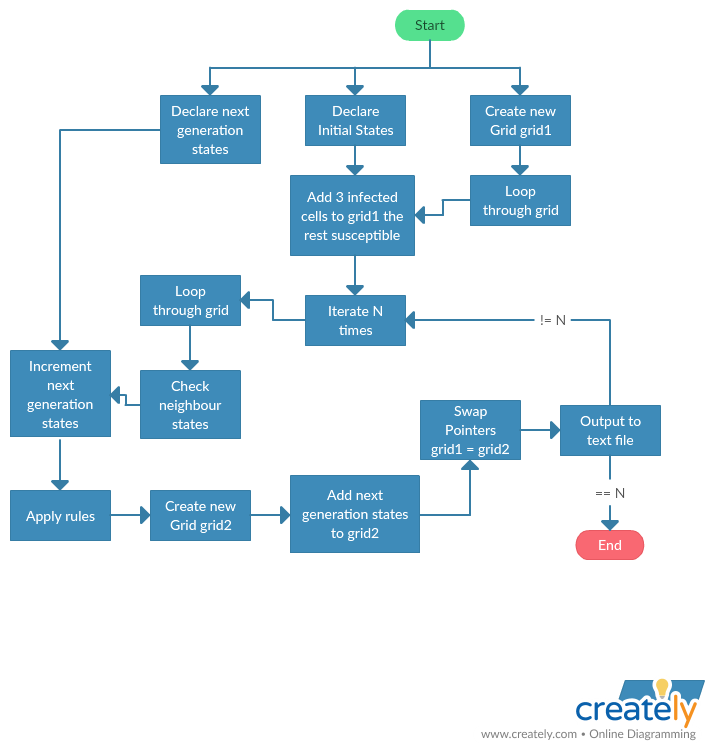 Start
Declare next
generation
states
Declare
Initial States
Create new
Grid grid1
Add 3 infected
cells to grid1 the
rest susceptible
Loop
through grid
Loop
through grid
Iterate N
times
!= N
Increment
next
generation
states
Check
neighbour
states
Swap
Pointers
grid1 = grid2
Output to
text file
== N
Apply rules
Create new
Grid grid2
Add next
generation states
to grid2
End
creately
www.creately.com • Online Diagramming